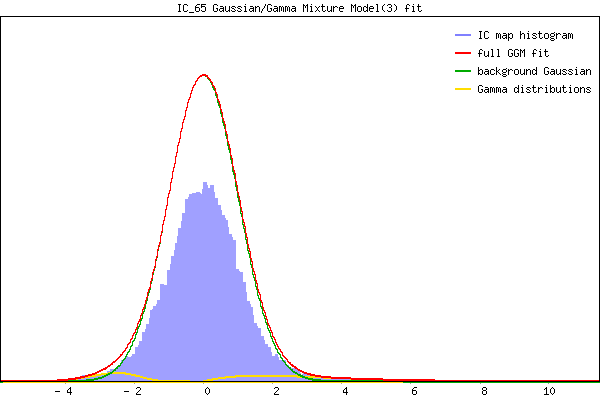 IC_65 Gaussian/Gamma Mixture Model(3) fit
IC map histogram
full GGM fit
background Gaussian
Gamma distributions
-4 -2 0 2 4 6 8 10